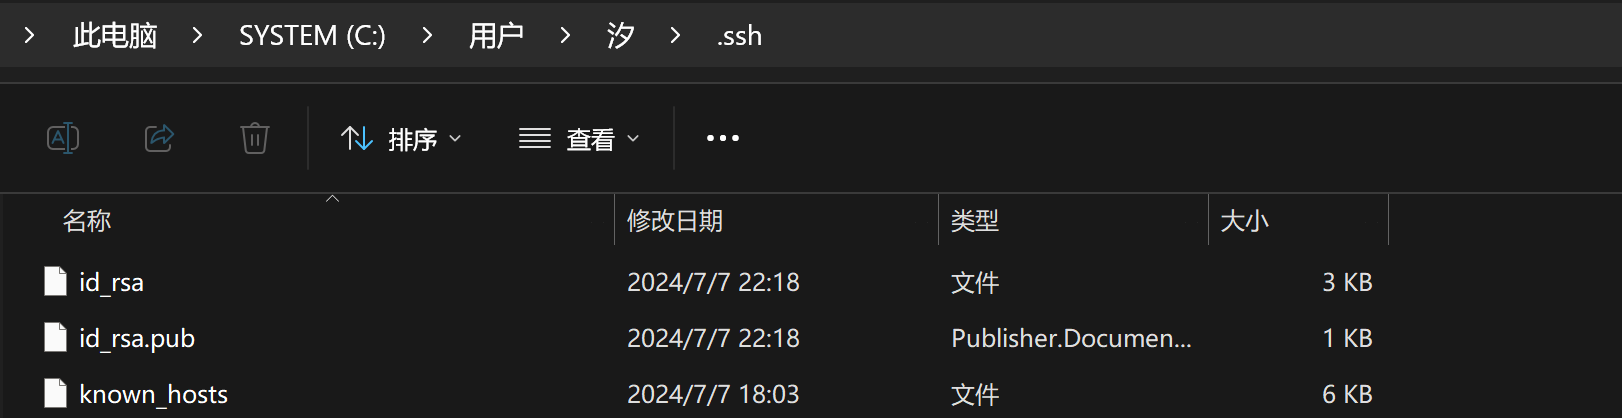 此电脑 SYSTEM (C:) 用户 汐 .ssh
排序 查看
名称 修改日期 类型 大小
id_rsa 2024/7/7 22:18 文件 3 KB
id_rsa.pub 2024/7/7 22:18 Publisher.Documen... 1 KB
known_hosts 2024/7/7 18:03 文件 6 KB